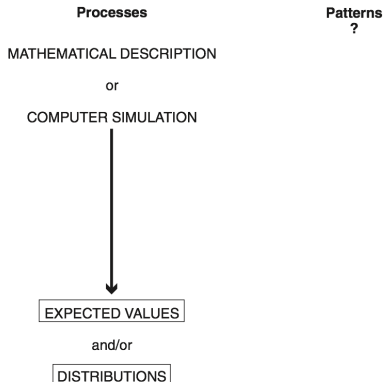 Processes
Patterns
?
MATHEMATICAL DESCRIPTION
or
COMPUTER SIMULATION
EXPECTED VALUES
and/or
DISTRIBUTIONS